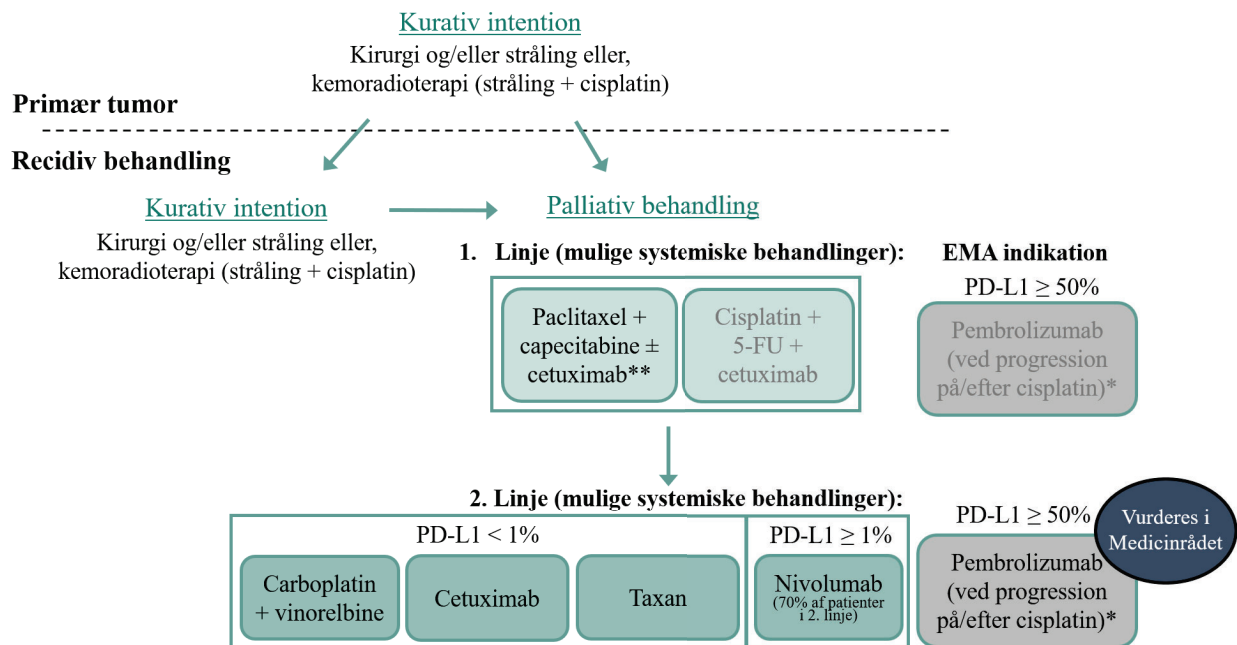 Kurativ intention
Kirurgi og/eller stråling eller,
kemoradioterapi (stråling + cisplatin)
Primær tumor
Recidiv behandling
Kurativ intention
Kirurgi og/eller stråling eller,
kemoradioterapi (stråling + cisplatin)
Palliativ behandling
1. Linje (mulige systemiske behandlinger):
EMA indikation
PD-L1 ≥ 50%
Paclitaxel +
capecitabine ±
cetuximab**
Cisplatin +
5-FU +
cetuximab
Pembrolizumab
(ved progression
på/efter cisplatin)*
2. Linje (mulige systemiske behandlinger):
PD-L1 < 1%
Carboplatin
+ vinorelbine
Cetuximab
Taxan
PD-L1 ≥ 1%
Nivolumab
(70% af patienter
i 2. linje)
PD-L1 ≥ 50%
Vurderes i
Medicinrådet
Pembrolizumab
(ved progression
på/efter cisplatin)*